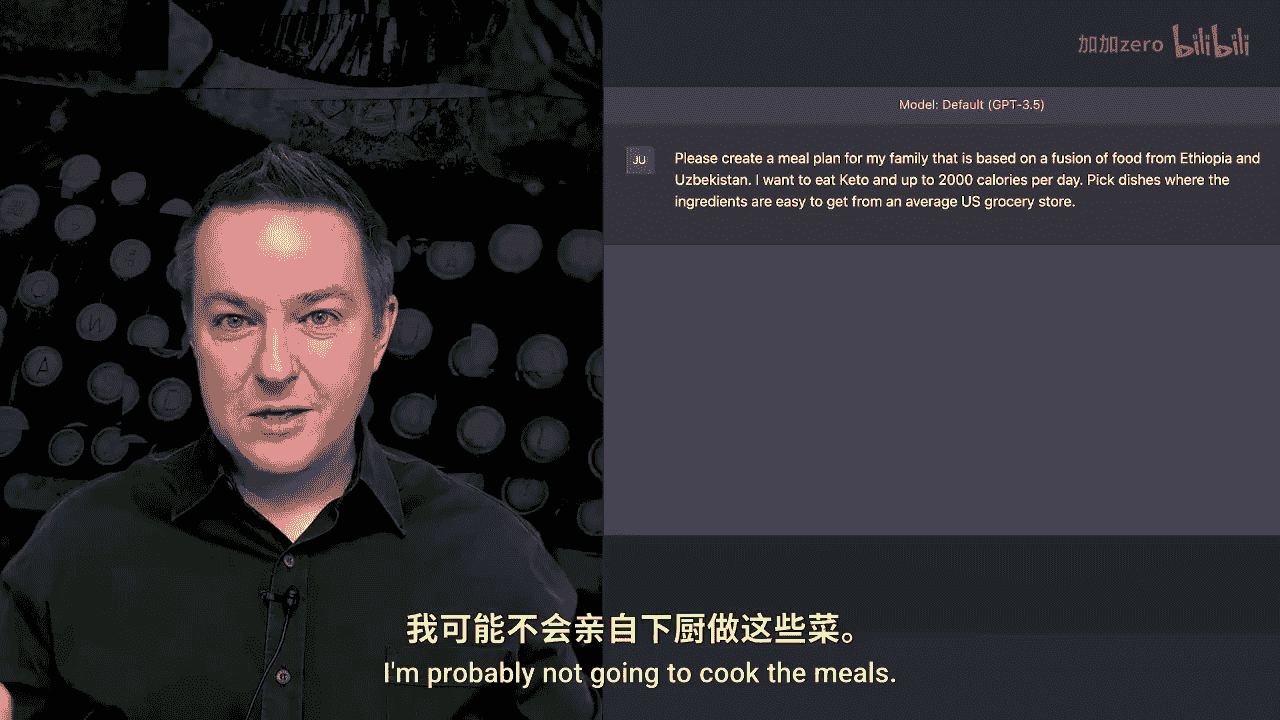 加加zero bilibili
Model: Default (GPT-3.5)
JU
Please create a meal plan for my family that is based on a fusion of food from Ethiopia and
Uzbekistan. I want to eat Keto and up to 2000 calories per day. Pick dishes where the
ingredients are easy to get from an average US grocery store.
我可能不会亲自下厨做这些菜。
I'm probably not going to cook the meals.